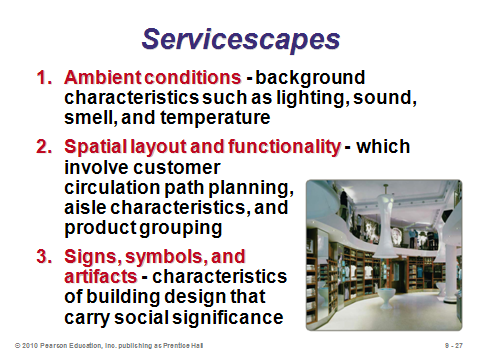 Servicescapes
1. Ambient conditions - background
characteristics such as lighting, sound,
smell, and temperature
2. Spatial layout and functionality - which
involve customer
circulation path planning,
aisle characteristics, and
product grouping
3. Signs, symbols, and
artifacts - characteristics
of building design that
carry social significance
© 2010 Pearson Education, Inc. publishing as Prentice Hall
9 - 27